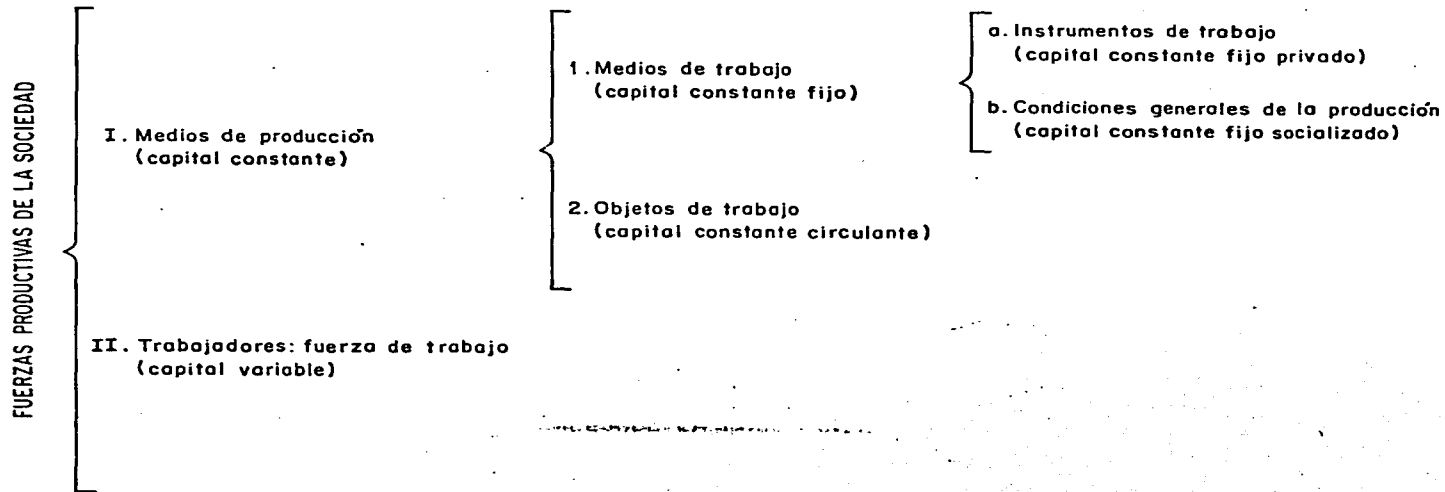 FUERZAS PRODUCTIVAS DE LA SOCIEDAD
I. Medios de producción
(capital constante)
1. Medios de trabajo
(capital constante fijo)
a. Instrumentos de trabajo
(capital constante fijo privado)
b. Condiciones generales de la producción
(capital constante fijo socializado)
2. Objetos de trabajo
(capital constante circulante)
II. Trabajadores: fuerza de trabajo
(capital variable)